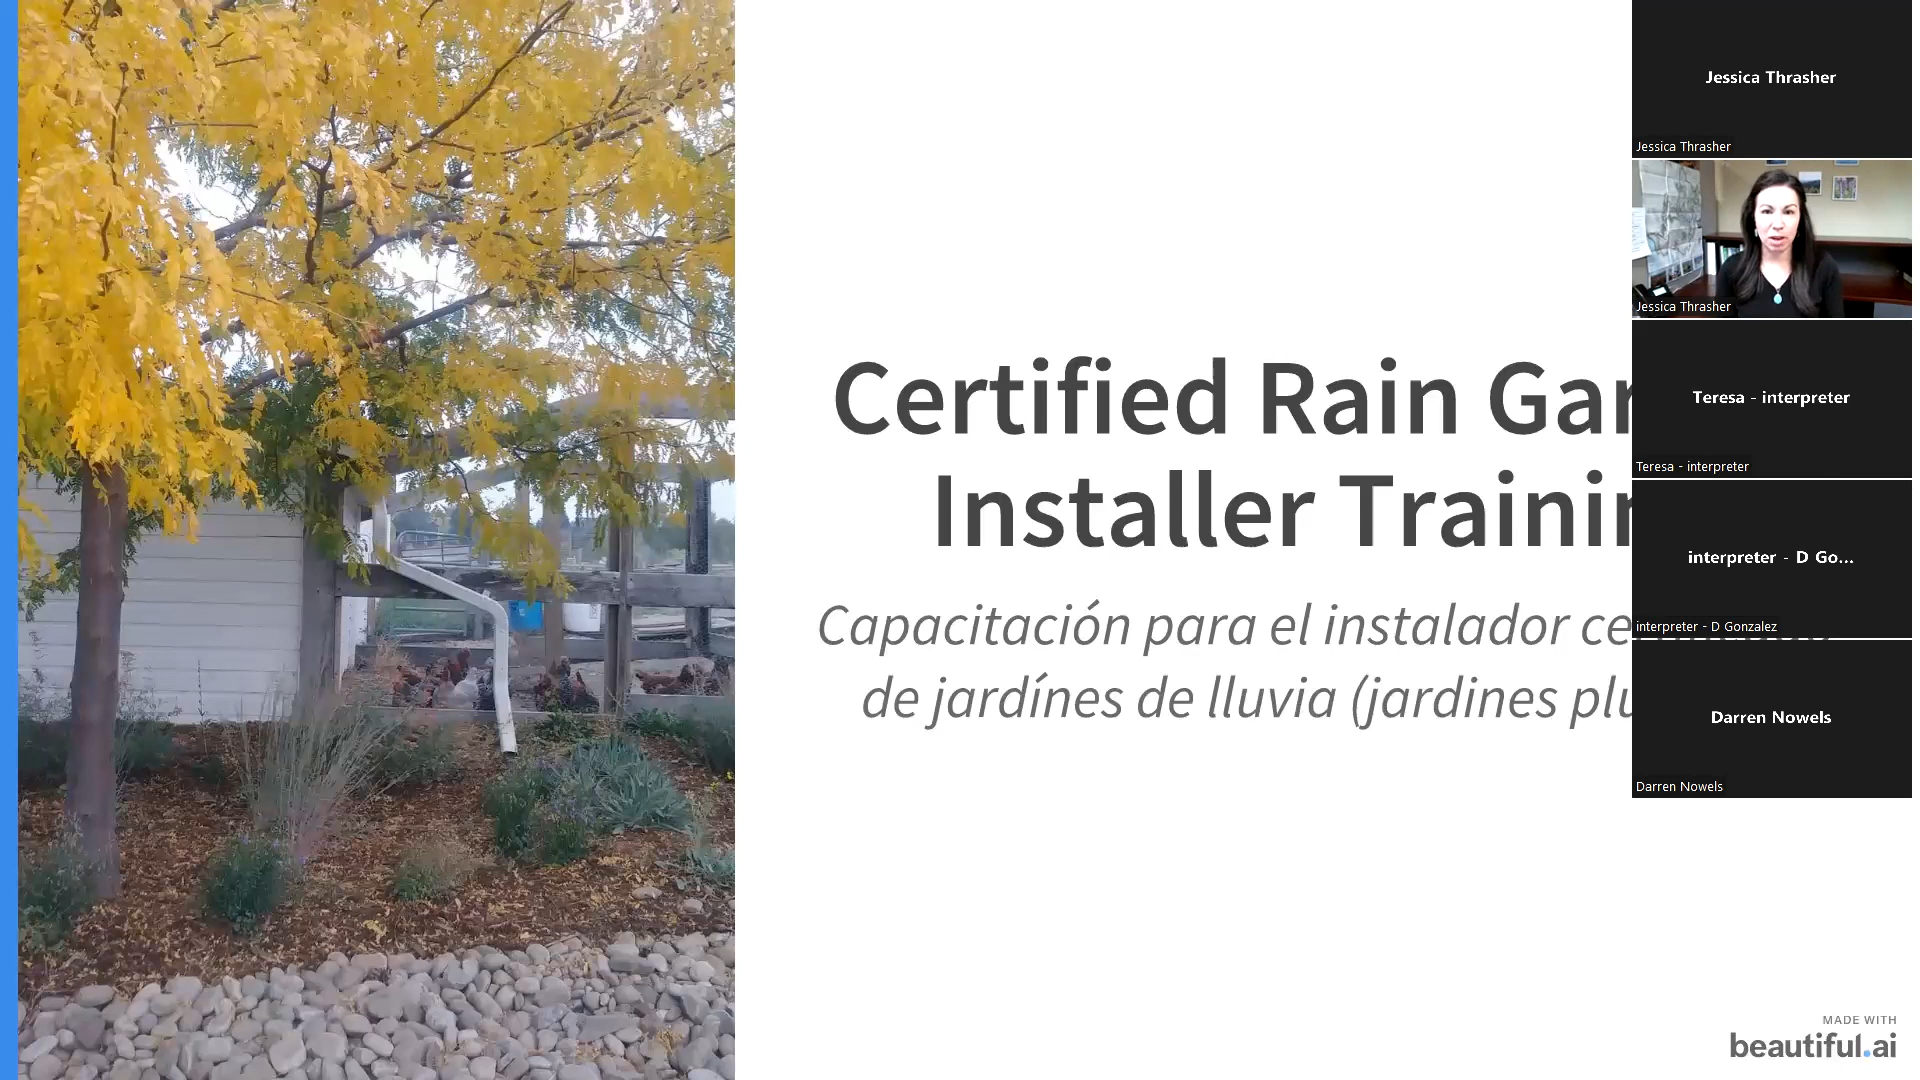 Certified Rain Gar
Installer Trainin
Capacitación para el instalador ce
de jardínes de lluvia (jardines plu
Jessica Thrasher
Jessica Thrasher
Jessica Thrasher
Teresa - interpreter
Teresa - interpreter
interpreter - D Go...
interpreter - D Gonzalez
Darren Nowels
Darren Nowels
MADE WITH
beautiful.ai